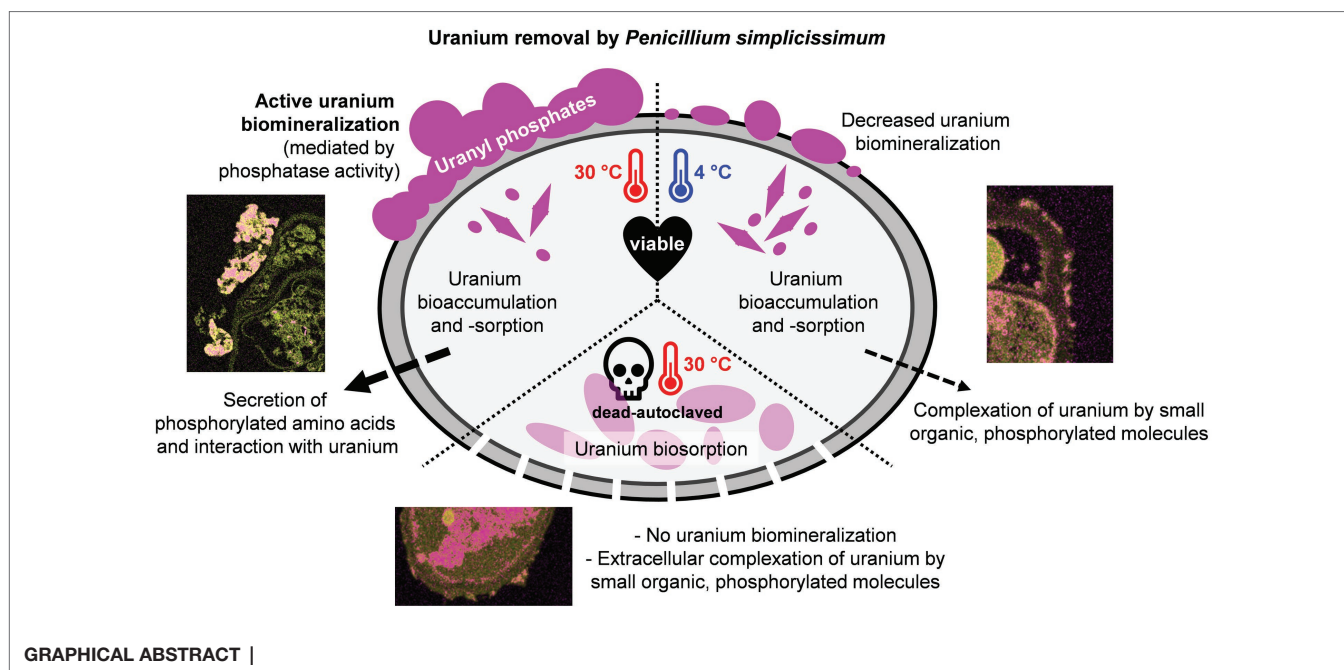 Uranium removal by Penicillium simplicissimum
Active uranium
biomineralization
(mediated by
phosphatase activity)
Uranyl phosphates
Decreased uranium
biomineralization
30 °C
4 °C
viable
Uranium
bioaccumulation
and -sorption
Uranium
bioaccumulation
and -sorption
Secretion of
phosphorylated amino acids
and interaction with uranium
30 °C
dead-autoclaved
Uranium biosorption
Complexation of uranium by small
organic, phosphorylated molecules
- No uranium biomineralization
- Extracellular complexation of uranium by
small organic, phosphorylated molecules
GRAPHICAL ABSTRACT |